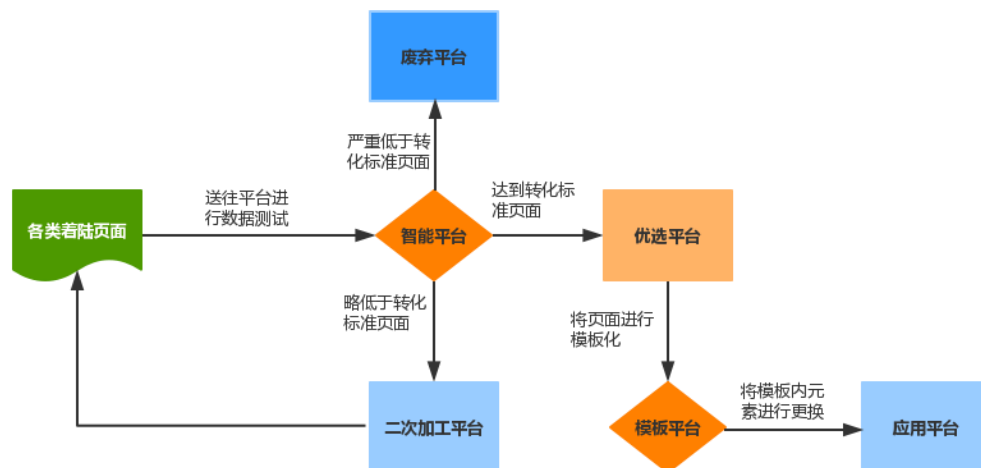 废弃平台
严重低于转
化标准页面
送往平台进
行数据测试
达到转化标
准页面
各类着陆页面
智能平台
优选平台
略低于转化
标准页面
将页面进行
模板化
将模板内元
素进行更换
二次加工平台
模板平台
应用平台